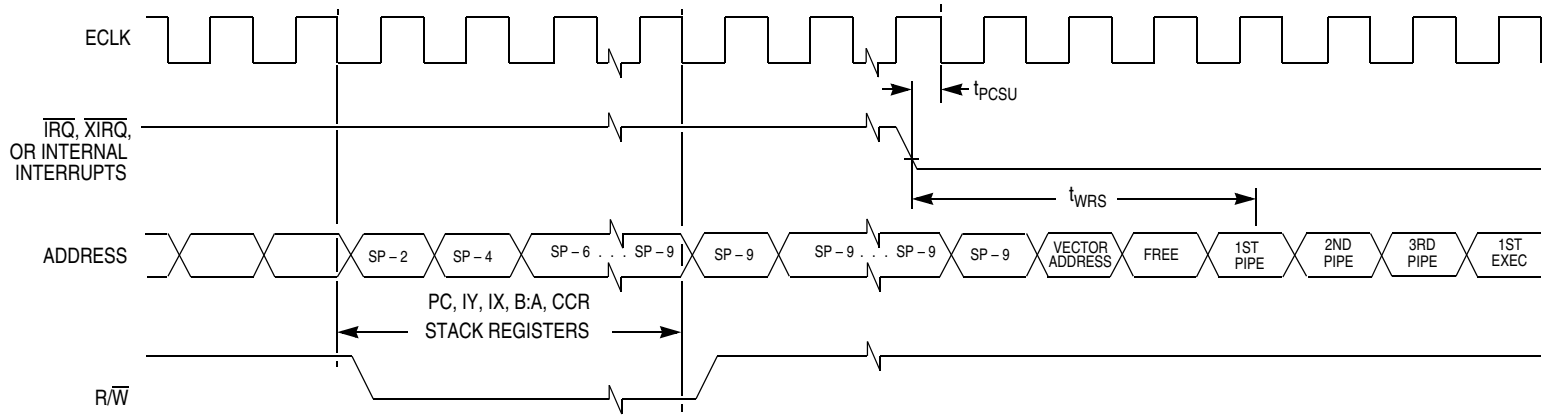 ECLK
tPCSU
IRQ, XIRQ,
OR INTERNAL
INTERRUPTS
tWRS
ADDRESS
SP – 2
SP – 4
SP – 6 . . . SP – 9
SP – 9
SP – 9 . . . SP – 9
SP – 9
VECTOR
ADDRESS
FREE
1ST
PIPE
2ND
PIPE
3RD
PIPE
1ST
EXEC
PC, IY, IX, B:A, CCR
STACK REGISTERS
R/W